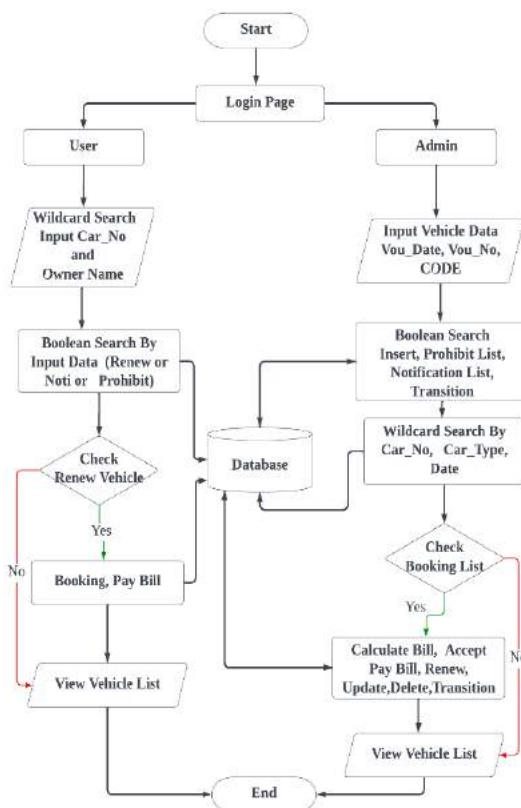 Start
Login Page
User
Admin
Wildcard Search
Input Car_No
and
Owner Name
Input Vehicle Data
Vou_Date, Vou_No,
CODE
Boolean Search By
Input Data (Renew or
Noti or Prohibit)
Boolean Search
Insert, Prohibit List,
Notification List,
Transition
Database
Wildcard Search By
Car_No, Car_Type,
Date
Check
Renew Vehicle
Yes
No
Check
Booking List
Yes
No
Booking, Pay Bill
Calculate Bill, Accept
Pay Bill, Renew,
Update,Delete,Transition
View Vehicle List
View Vehicle List
End